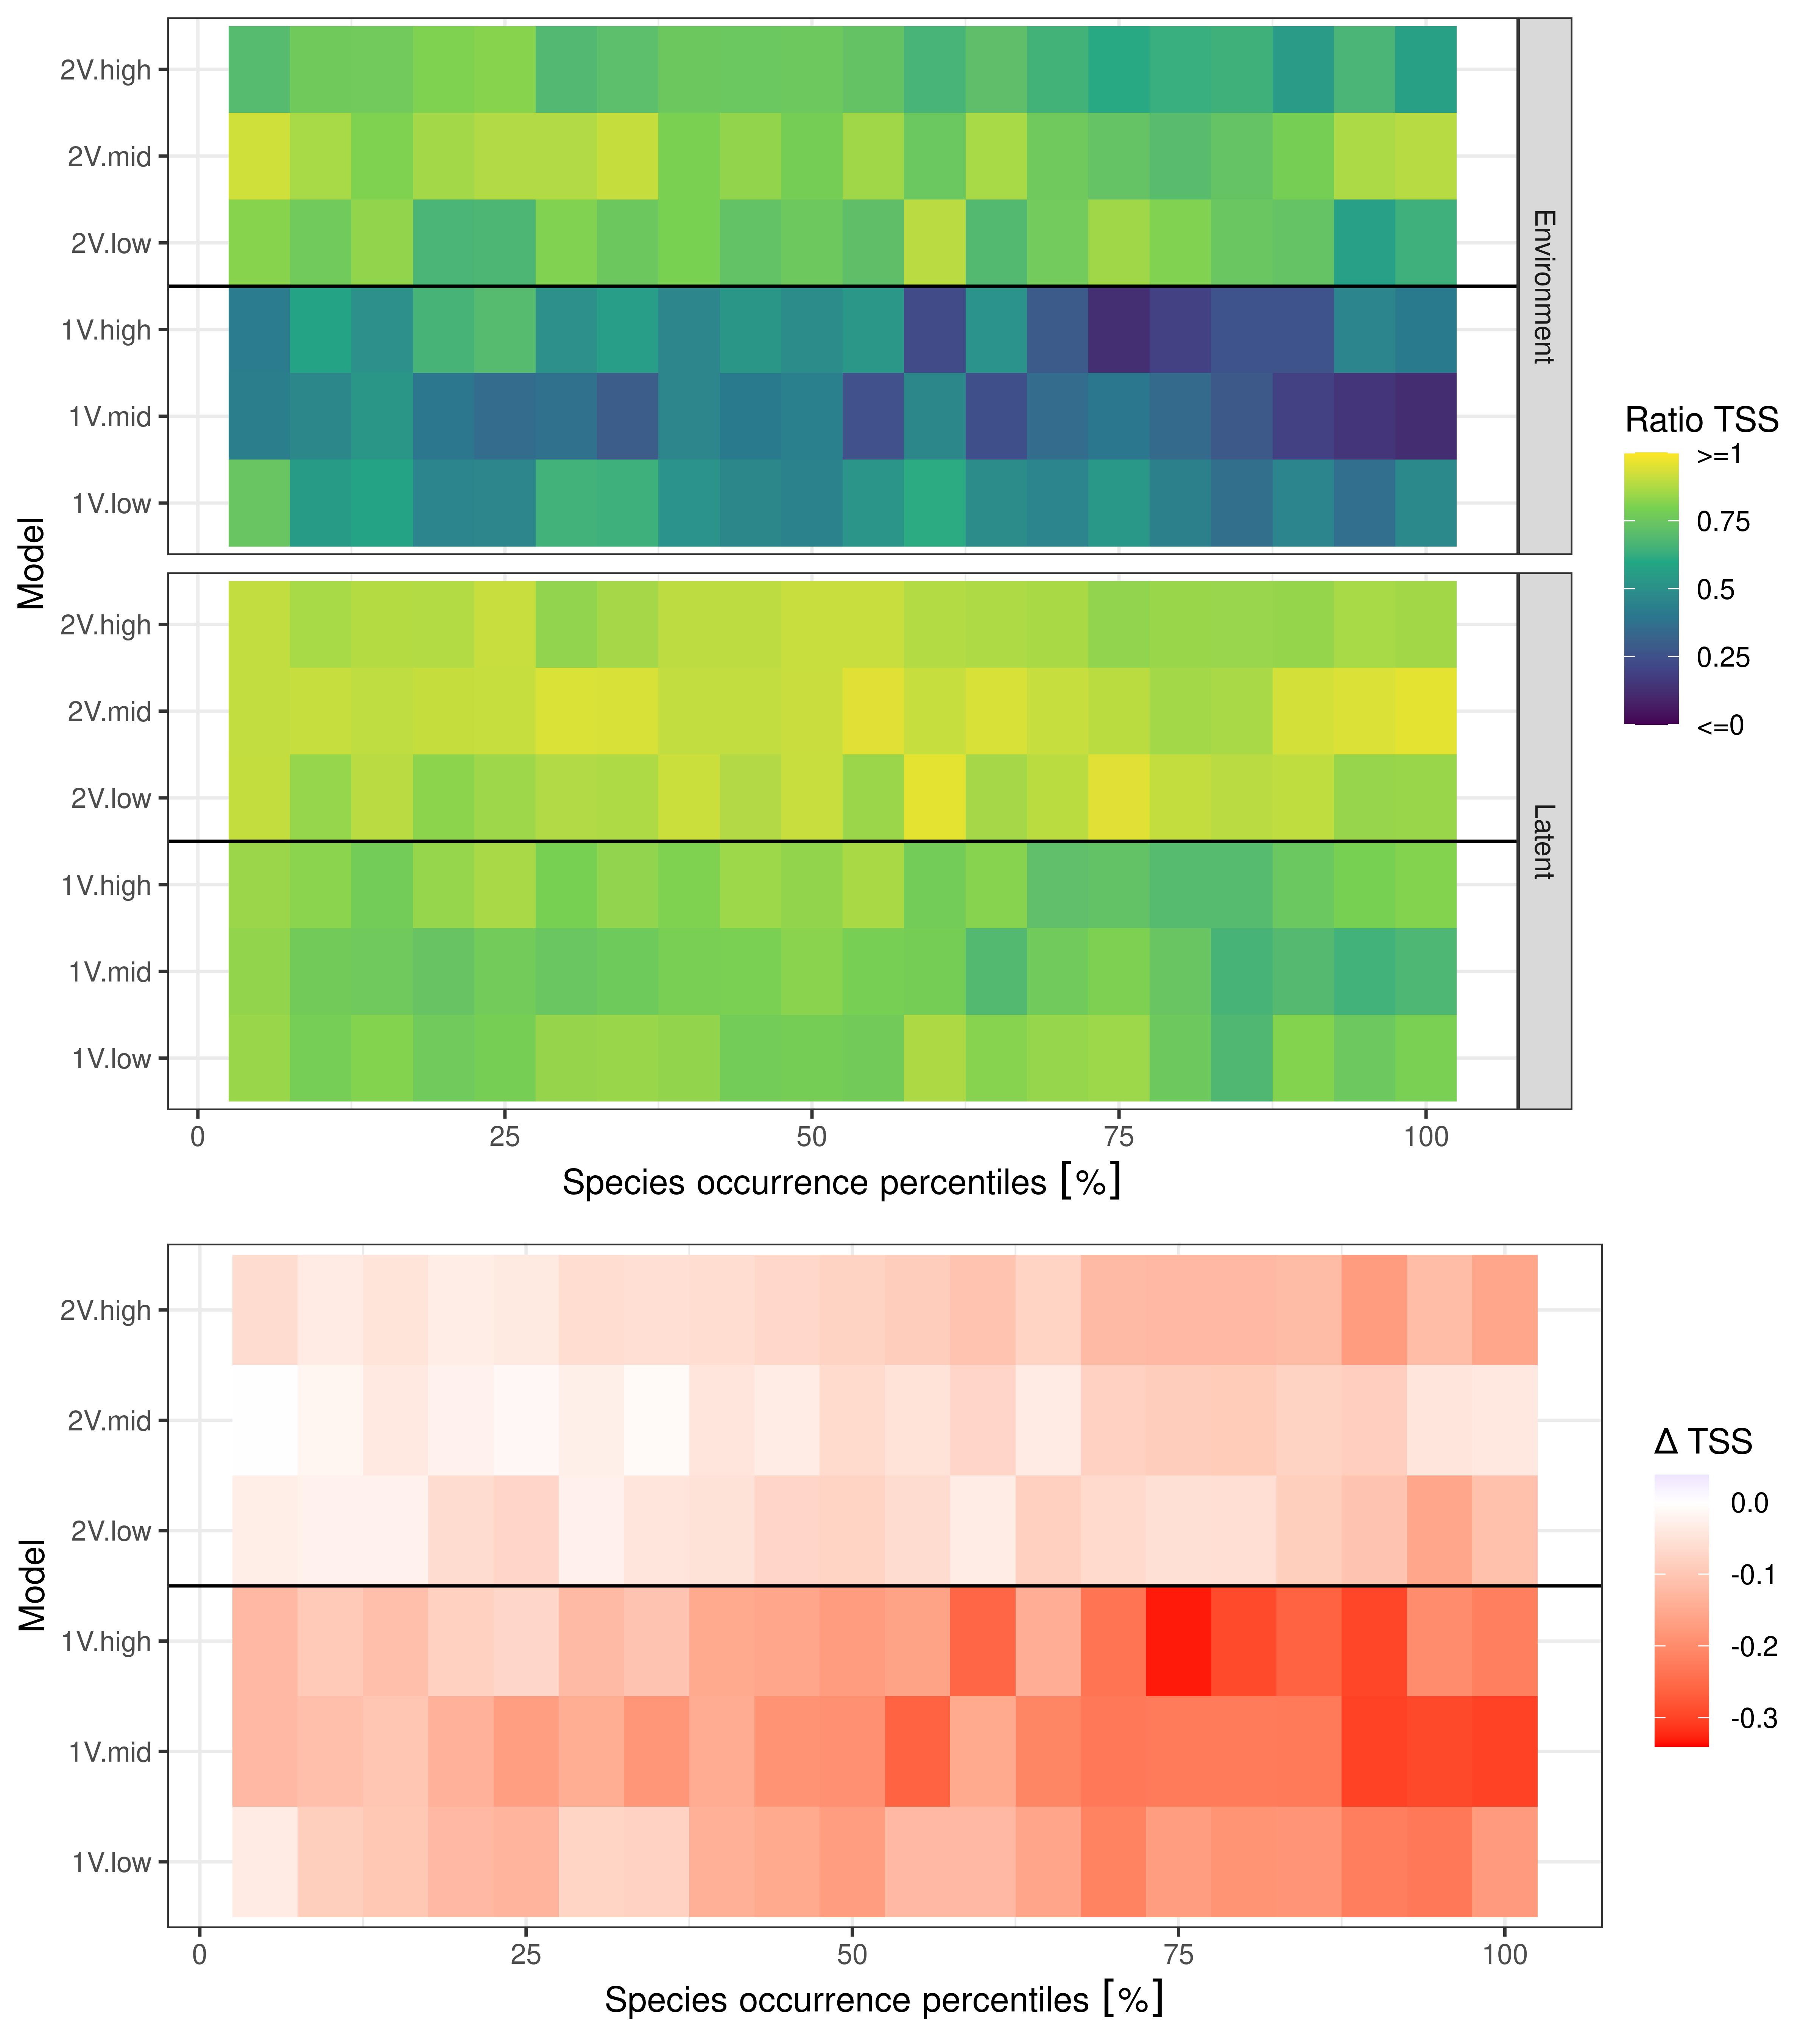 2V.high
2V.mid
2V.low
1V.high
1V.mid
1V.low
Environment
2V.high
2V.mid
2V.low
1V.high
1V.mid
1V.low
Latent
Model
0 25 50 75 100
Species occurrence percentiles [%]
Ratio TSS
>=1
0.75
0.5
0.25
<=0
2V.high
2V.mid
2V.low
1V.high
1V.mid
1V.low
Model
0 25 50 75 100
Species occurrence percentiles [%]
Δ TSS
0.0
-0.1
-0.2
-0.3